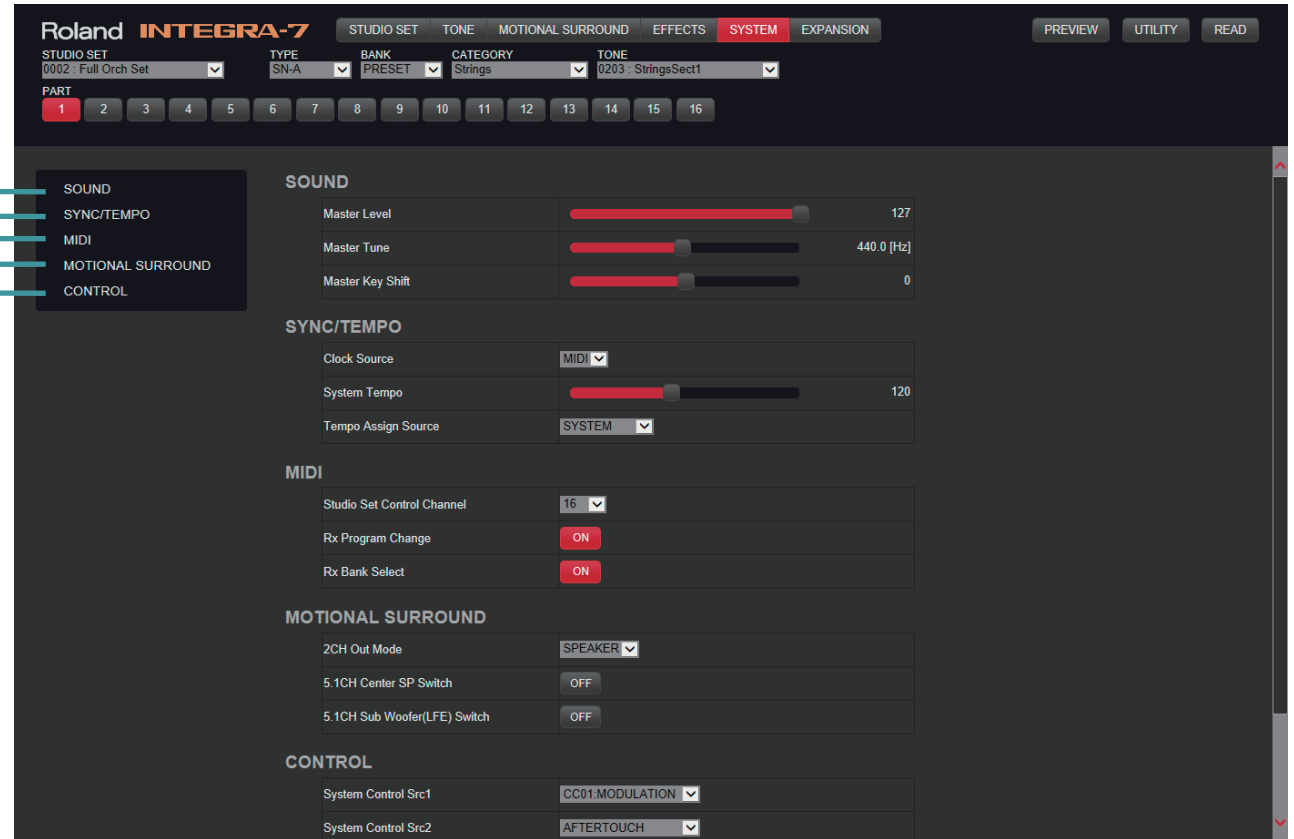 Roland INTEGRA-7
STUDIO SET TONE MOTIONAL SURROUND EFFECTS SYSTEM EXPANSION
PREVIEW UTILITY READ
STUDIO SET TYPE BANK CATEGORY TONE
0002 : Full Orch Set SN-A PRESET Strings 0203 : StringsSect1
PART
1 2 3 4 5 6 7 8 9 10 11 12 13 14 15 16
SOUND
SYNC/TEMPO
MIDI
MOTIONAL SURROUND
CONTROL
SOUND
Master Level 127
Master Tune 440.0 [Hz]
Master Key Shift 0
SYNC/TEMPO
Clock Source MIDI
System Tempo 120
Tempo Assign Source SYSTEM
MIDI
Studio Set Control Channel 16
Rx Program Change ON
Rx Bank Select ON
MOTIONAL SURROUND
2CH Out Mode SPEAKER
5.1CH Center SP Switch OFF
5.1CH Sub Woofer(LFE) Switch OFF
CONTROL
System Control Src1 CC01:MODULATION
System Control Src2 AFTERTOUCH